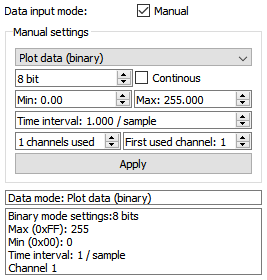 Data input mode: Manual
Manual settings
Plot data (binary)
8 bit Continous
Min: 0.00 Max: 255.000
Time interval: 1.000 / sample
1 channels used First used channel: 1
Apply
Data mode: Plot data (binary)
Binary mode settings:8 bits
Max (0xFF): 255
Min (0x00): 0
Time interval: 1 / sample
Channel 1